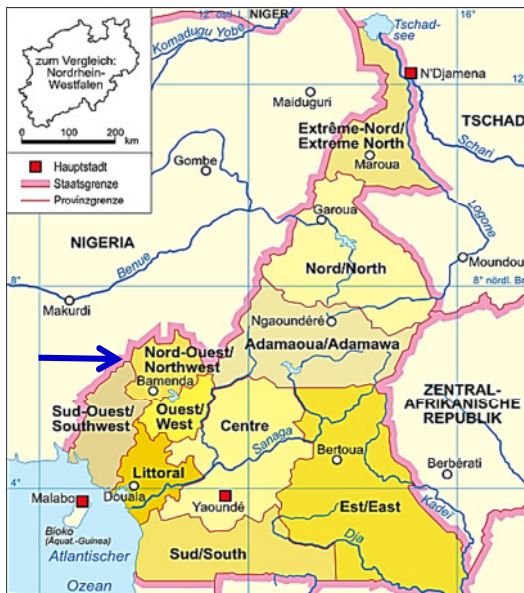 12° östl. L.
NIGER
16°
Komadugu Yobe
Tschad-
see
zum Vergleich:
Nordrhein-
Westfalen
0 100 200
km
Hauptstadt
Staatsgrenze
Provinzgrenze
N'Djamena
12°
Maiduguri
TSCHAD
Extrême-Nord/
Extreme North
Maroua
Schari
Gombe
Logone
Garoua
NIGERIA
Benue
Nord/North
Moundou
8°
8° nördl. Br.
Makurdi
Ngaoundéré
Adamaoua/Adamawa
Nord-Ouest/
Northwest
Bamenda
ZENTRAL-
AFRIKANISCHE
REPUBLIK
Sud-Ouest/
Southwest
Ouest/
West
Centre
Sanaga
Bertoua
Berbérati
Littoral
4°
Malabo
Douala
Yaoundé
Est/East
Kadeï
Bioko
(Äquat.-Guinea)
Atlantischer
Ozean
Dja
Sud/South